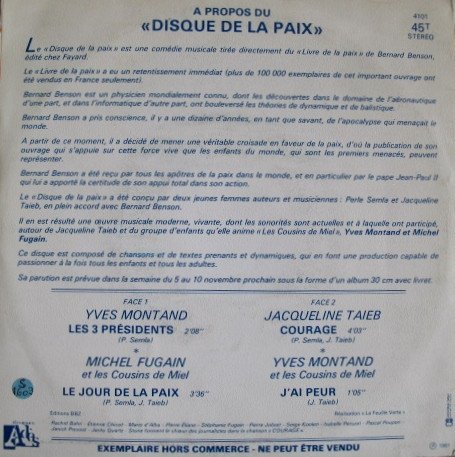 A PROPOS DU
«DISQUE DE LA PAIX»
4101
45T
STEREO
Le «Disque de la paix» est une comédie musicale tirée directement du «Livre de la paix» de Bernard Benson,
édité chez Fayard.
Le «Livre de la paix» a eu un retentissement immédiat (plus de 100 000 exemplaires de cet important ouvrage ont été
vendus en France seulement).
Bernard Benson est un physicien mondialement connu, dont les découvertes dans le domaine de l'aéronautique
d'une part, et dans l'informatique d'autre part, ont bouleversé les théories de dynamique et de balistique.
Bernard Benson a pris conscience, il y a une dizaine d'années, en tant que savant, de l'apocalypse qui menaçait le
monde.
A partir de ce moment, il a décidé de mener une véritable croisade en faveur de la paix, d'où la publication de son
ouvrage qui s'appuie sur cette force vive que les enfants du monde, qui sont les premiers menacés, peuvent
représenter.
Bernard Benson a été reçu par tous les apôtres de la paix dans le monde, et en particulier par le pape Jean-Paul II
qui lui a apporté la certitude de son appui total dans son action.
Le «Disque de la paix» a été conçu par deux jeunes femmes auteurs et musiciennes : Perle Semla et Jacqueline
Taieb, en plein accord avec Bernard Benson.
Il en est résulté une œuvre musicale moderne, vivante, dont les sonorités sont actuelles et à laquelle ont participé,
autour de Jacqueline Taieb et du groupe d'enfants qu'elle anime «Les Cousins de Miel», Yves Montand et Michel
Fugain.
Ce disque est composé de chansons et de textes prenants et dynamiques, qui en font une production capable de
passionner à la fois tous les enfants et tous les adultes.
Sa parution est prévue dans la semaine du 5 au 10 novembre prochain sous la forme d'un album 30 cm avec livret.
FACE 1
YVES MONTAND
LES 3 PRÉSIDENTS 2'08"
(P. Semla)
MICHEL FUGAIN
et les Cousins de Miel
LE JOUR DE LA PAIX 3'36"
(P. Semla, J. Taieb)
FACE 2
JACQUELINE TAIEB
COURAGE 4'03"
(P. Semla, J. Taieb)
YVES MONTAND
et les Cousins de Miel
J'AI PEUR 1'05"
(J. Taieb)
Réalisation «La Feuille Verte»
Adès
EXEMPLAIRE HORS COMMERCE - NE PEUT ÊTRE VENDU